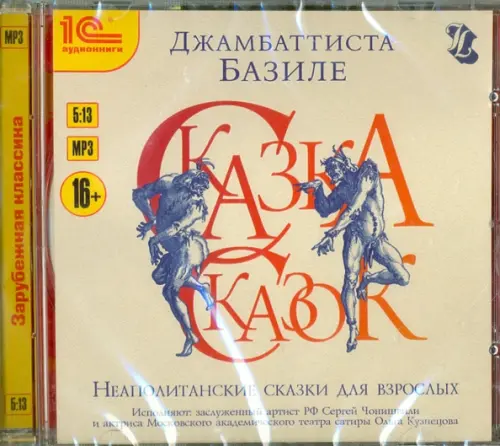 MP3
Зарубежная классика
5:13
1С
аудиокниги
5:13
MP3
16+
Джамбаттиста
Базиле
Сказка
Сказок
Неаполитанские сказки для взрослых
Исполняют: заслуженный артист РФ Сергей Чонишвили
и актриса Московского академического театра сатиры Ольга Кузнецова